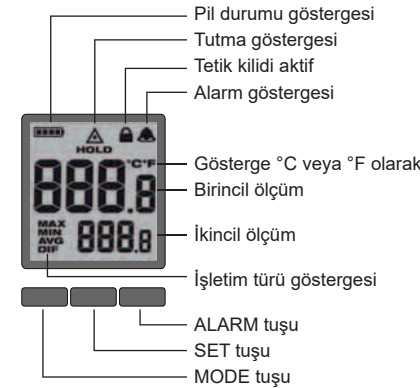 Pil durumu göstergesi
Tutma göstergesi
Tetik kilidi aktif
Alarm göstergesi
HOLD
°C°F
Gösterge °C veya °F olarak
888.8
Birincil ölçüm
MAX
MIN
AVG
DIF
888.8
İkincil ölçüm
İşletim türü göstergesi
ALARM tuşu
SET tuşu
MODE tuşu